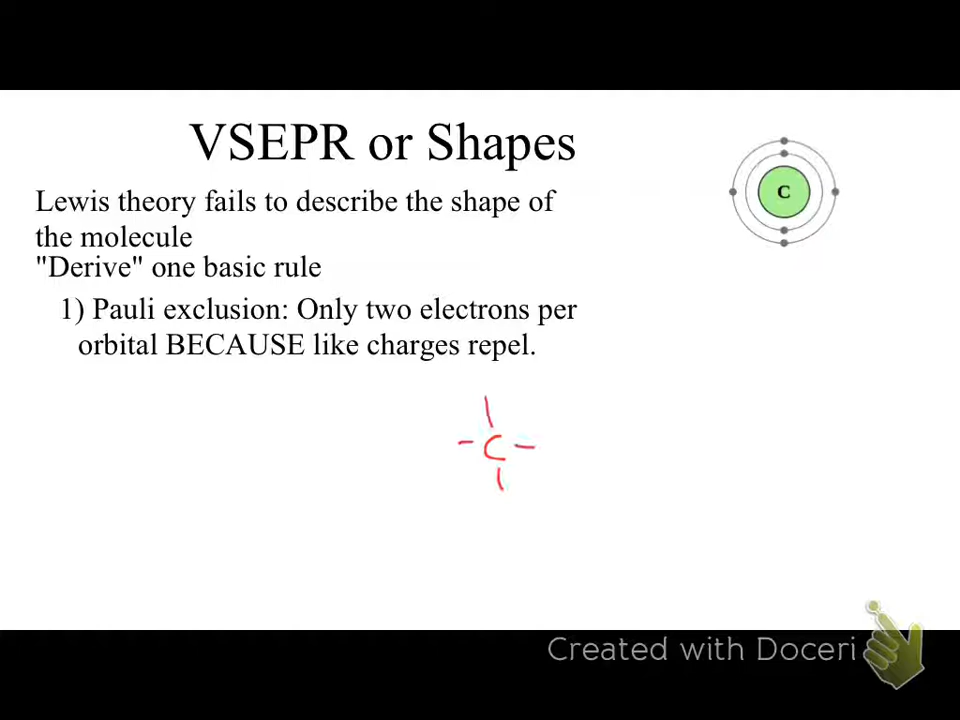 VSEPR or Shapes
C
Lewis theory fails to describe the shape of
the molecule
"Derive" one basic rule
1) Pauli exclusion: Only two electrons per
orbital BECAUSE like charges repel.
C
Created with Doceri